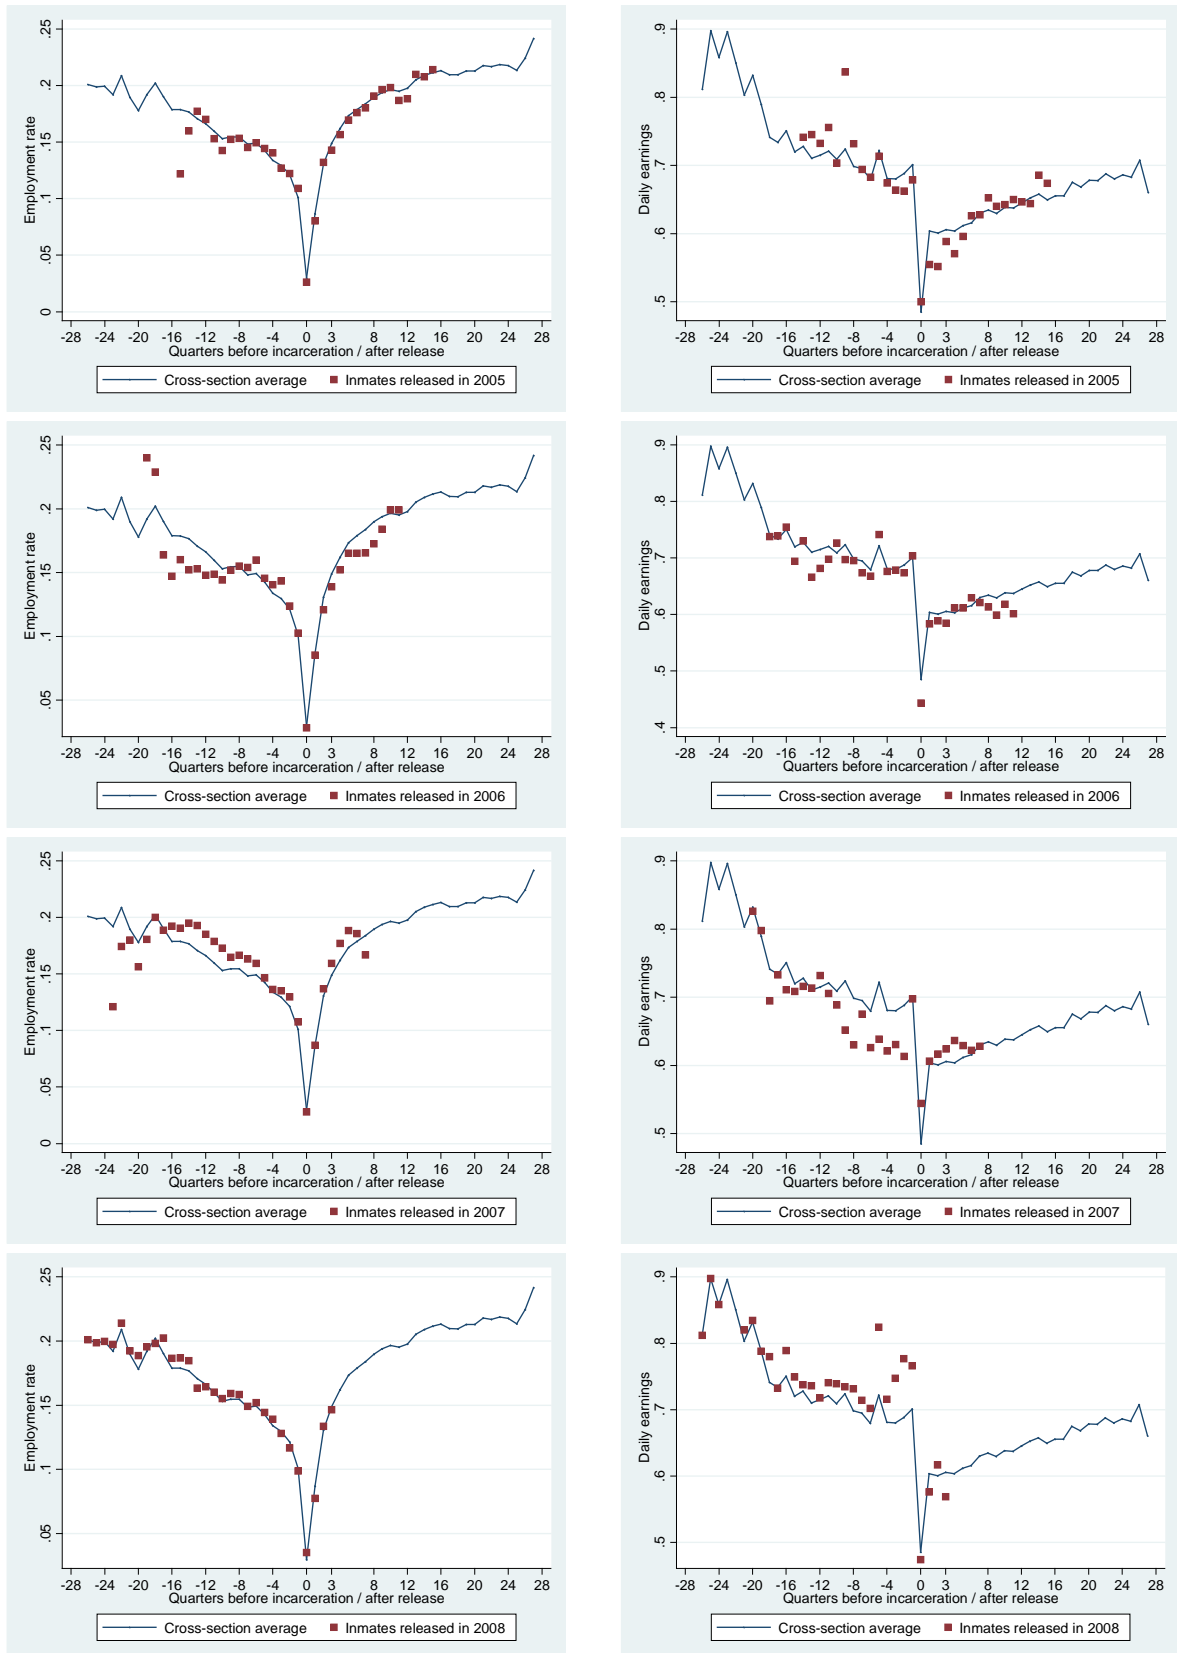 Employment rate
.25
.2
.15
.1
.05
0
-28 -24 -20 -16 -12 -8 -4 0 4 8 12 16 20 24 28
Quarters before incarceration / after release
Cross-section average Inmates released in 2005
Daily earnings
.9
.8
.7
.6
.5
-28 -24 -20 -16 -12 -8 -4 0 3 8 12 16 20 24 28
Quarters before incarceration / after release
Cross-section average Inmates released in 2005
Employment rate
.25
.2
.15
.1
.05
-28 -24 -20 -16 -12 -8 -4 0 4 8 12 16 20 24 28
Quarters before incarceration / after release
Cross-section average Inmates released in 2006
Daily earnings
.9
.8
.7
.6
.5
.4
-28 -24 -20 -16 -12 -8 -4 0 3 8 12 16 20 24 28
Quarters before incarceration / after release
Cross-section average Inmates released in 2006
Employment rate
.25
.2
.15
.1
.05
0
-28 -24 -20 -16 -12 -8 -4 0 3 8 12 16 20 24 28
Quarters before incarceration / after release
Cross-section average Inmates released in 2007
Daily earnings
.9
.8
.7
.6
.5
-28 -24 -20 -16 -12 -8 -4 0 3 8 12 16 20 24 28
Quarters before incarceration / after release
Cross-section average Inmates released in 2007
Employment rate
.25
.2
.15
.1
.05
-28 -24 -20 -16 -12 -8 -4 0 3 8 12 16 20 24 28
Quarters before incarceration / after release
Cross-section average Inmates released in 2008
Daily earnings
.9
.8
.7
.6
.5
-28 -24 -20 -16 -12 -8 -4 0 3 8 12 16 20 24 28
Quarters before incarceration / after release
Cross-section average Inmates released in 2008